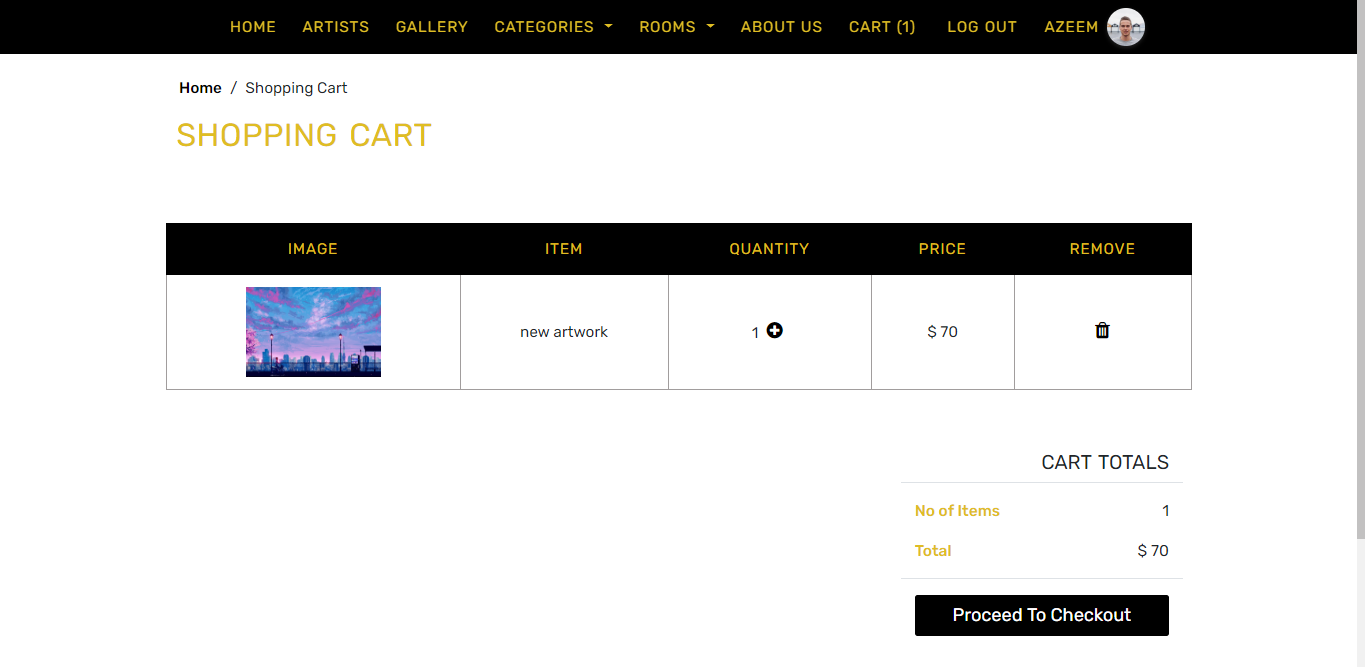 HOME ARTISTS GALLERY CATEGORIES ROOMS ABOUT US CART (1) LOG OUT AZEEM
Home / Shopping Cart
SHOPPING CART
IMAGE ITEM QUANTITY PRICE REMOVE
new artwork 1 $ 70
CART TOTALS
No of Items 1
Total $ 70
Proceed To Checkout